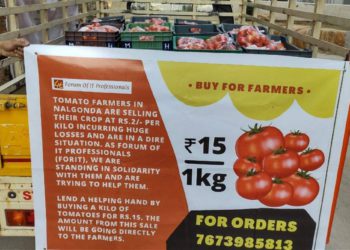 Forum Of IT Professionals
TOMATO FARMERS IN
NALGONDA ARE SELLING
THEIR CROP AT RS.2/- PER
KILO INCURRING HUGE
LOSSES AND ARE IN A DIRE
SITUATION, AS FORUM OF
IT PROFESSIONALS
(FORIT), WE ARE
STANDING IN SOLIDARITY
WITH THEM AND ARE
TRYING TO HELP THEM.
LEND A HELPING HAND BY
BUYING A KILO OF
TOMATOES FOR RS.15. THE
AMOUNT FROM THIS SALE
WILL BE GOING DIRECTLY
TO THE FARMERS.
• BUY FOR FARMERS •
₹15
1kg
FOR ORDERS
7673985813